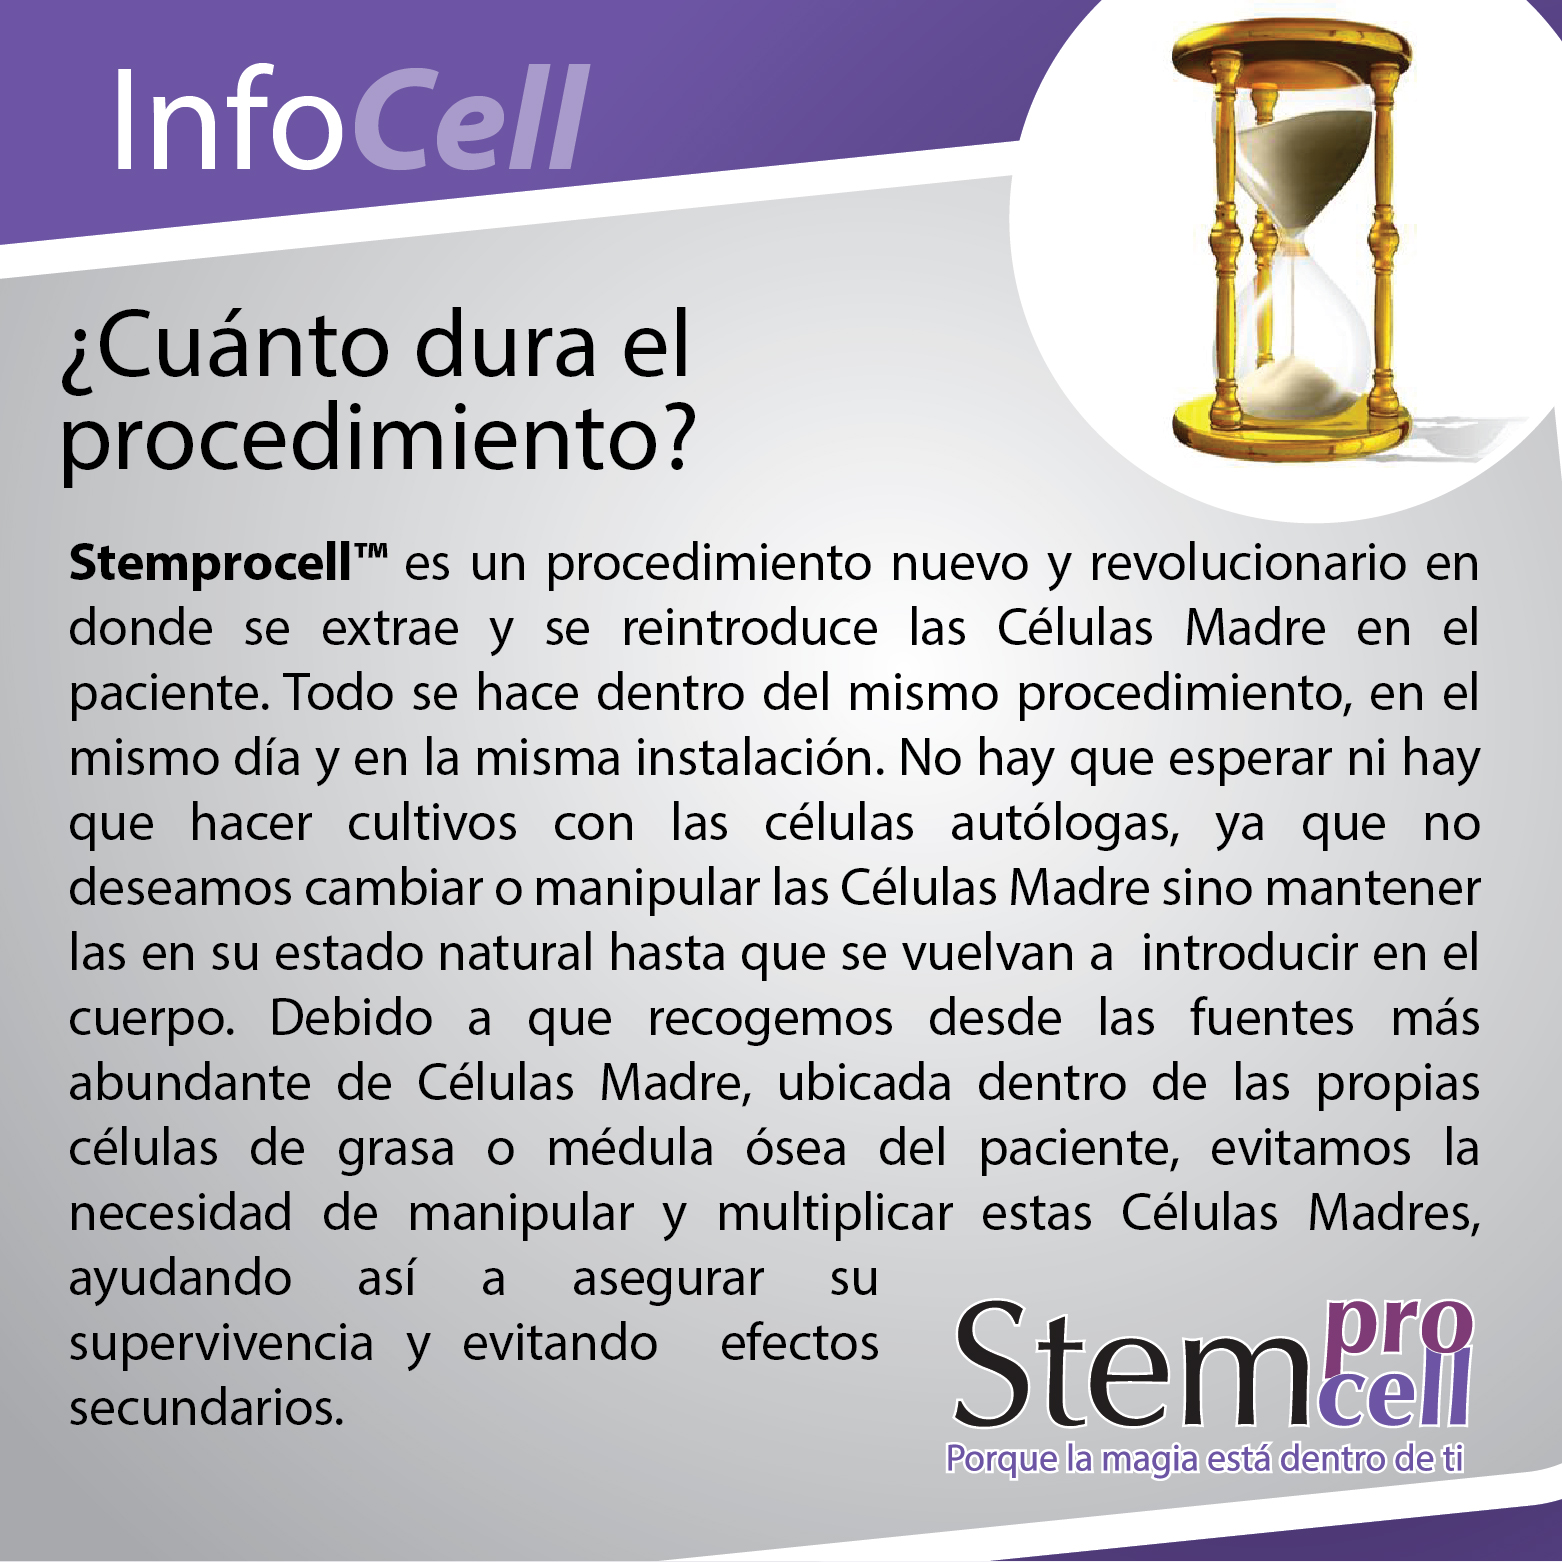 InfoCell
¿Cuánto dura el
procedimiento?
Stemprocell™ es un procedimiento nuevo y revolucionario en
donde se extrae y se reintroduce las Células Madre en el
paciente. Todo se hace dentro del mismo procedimiento, en el
mismo día y en la misma instalación. No hay que esperar ni hay
que hacer cultivos con las células autólogas, ya que no
deseamos cambiar o manipular las Células Madre sino mantener
las en su estado natural hasta que se vuelvan a introducir en el
cuerpo. Debido a que recogemos desde las fuentes más
abundante de Células Madre, ubicada dentro de las propias
células de grasa o médula ósea del paciente, evitamos la
necesidad de manipular y multiplicar estas Células Madres,
ayudando así a asegurar su
supervivencia y evitando efectos
secundarios.
Stem pro cell
Porque la magia está dentro de ti